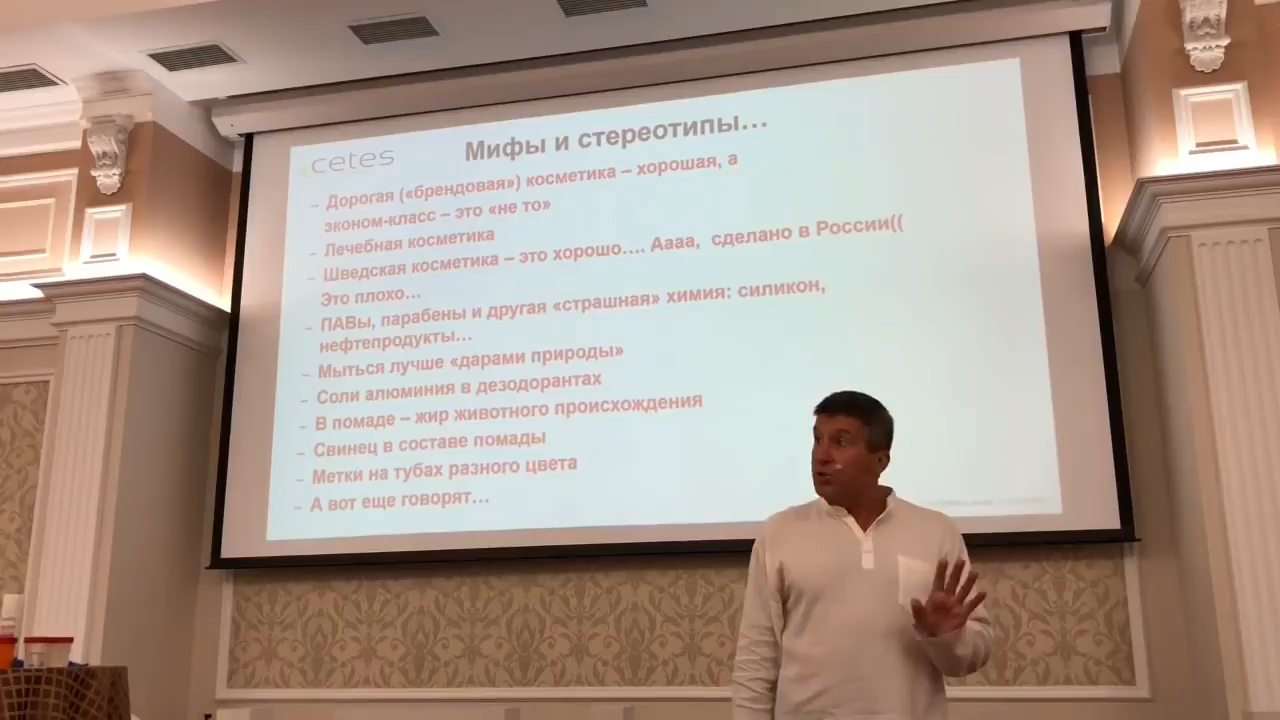 cetes
Мифы и стереотипы...
– Дорогая («брендовая») косметика – хорошая, а
эконом-класс – это «не то»
– Лечебная косметика
– Шведская косметика – это хорошо.... Аааа, сделано в России((
Это плохо...
– ПАВы, парабены и другая «страшная» химия: силикон,
нефтепродукты...
– Мыться лучше «дарами природы»
– Соли алюминия в дезодорантах
– В помаде – жир животного происхождения
– Свинец в составе помады
– Метки на тубах разного цвета
– А вот еще говорят...